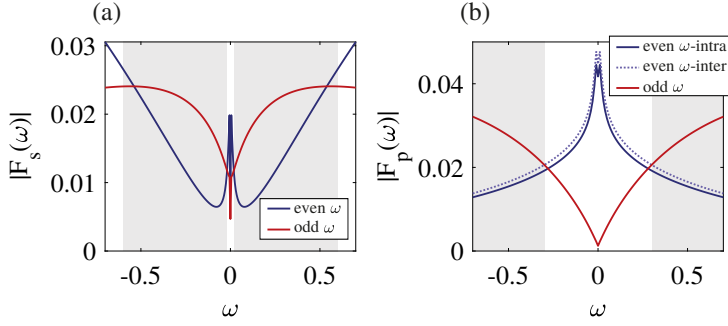 (a)
0.03
0.02
0.01
0
|F_s(ω)|
even ω
odd ω
-0.5
0
0.5
ω
(b)
0.04
0.02
0
|F_p(ω)|
even ω-intra
even ω-inter
odd ω
-0.5
0
0.5
ω